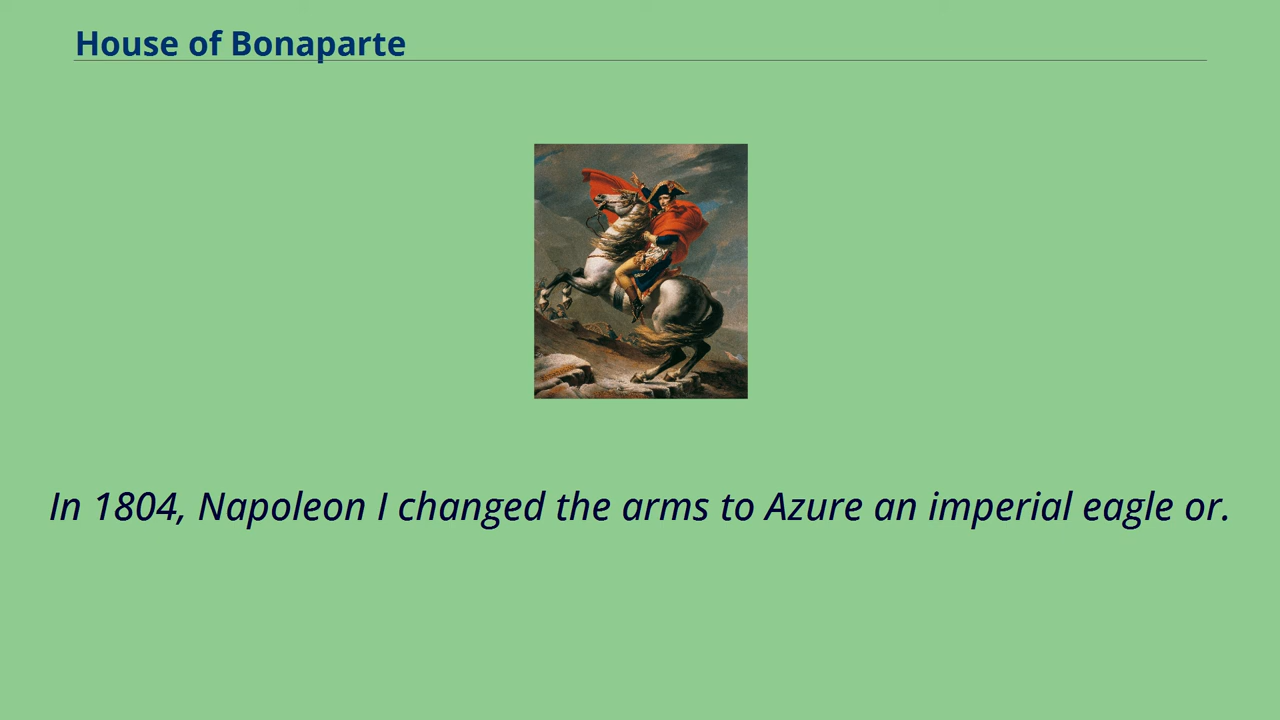 House of Bonaparte
In 1804, Napoleon I changed the arms to Azure an imperial eagle or.